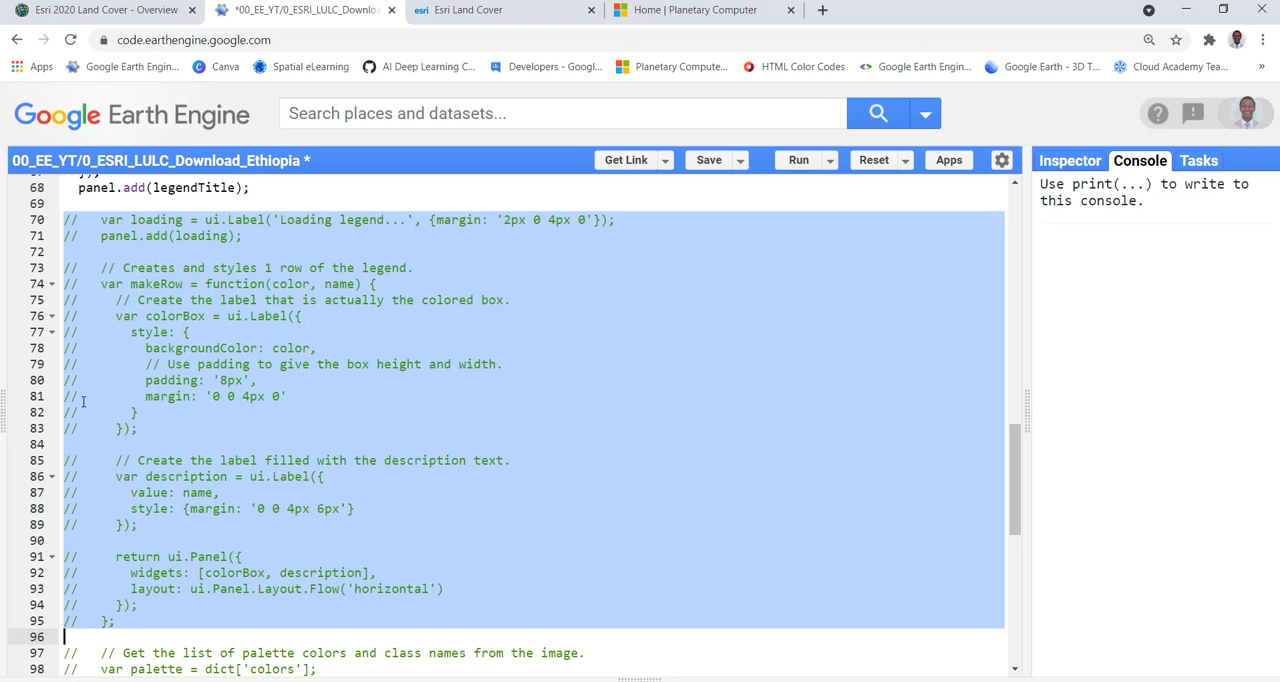 Esri 2020 Land Cover - Overview
*00_EE_YT/0_ESRI_LULC_Downloa
esri Esri Land Cover
Home | Planetary Computer
code.earthengine.google.com
Apps
Google Earth Engin...
Canva
Spatial eLearning
AI Deep Learning C...
Developers - Googl...
Planetary Compute...
HTML Color Codes
Google Earth Engin...
Google Earth - 3D T...
Cloud Academy Tea...
»
Google Earth Engine
Search places and datasets...
00_EE_YT/0_ESRI_LULC_Download_Ethiopia *
Get Link
Save
Run
Reset
Apps
Inspector
Console
Tasks
Use print(...) to write to
this console.
68 panel.add(legendTitle);
69
70 // var loading = ui.Label('Loading legend...', {margin: '2px 0 4px 0'});
71 // panel.add(loading);
72
73 // // Creates and styles 1 row of the legend.
74 // var makeRow = function(color, name) {
75 // // Create the label that is actually the colored box.
76 // var colorBox = ui.Label({
77 // style: {
78 // backgroundColor: color,
79 // // Use padding to give the box height and width.
80 // padding: '8px',
81 // margin: '0 0 4px 0'
82 // }
83 // });
84
85 // // Create the label filled with the description text.
86 // var description = ui.Label({
87 // value: name,
88 // style: {margin: '0 0 4px 6px'}
89 // });
90
91 // return ui.Panel({
92 // widgets: [colorBox, description],
93 // layout: ui.Panel.Layout.Flow('horizontal')
94 // });
95 // };
96
97 // // Get the list of palette colors and class names from the image.
98 // var palette = dict['colors'];